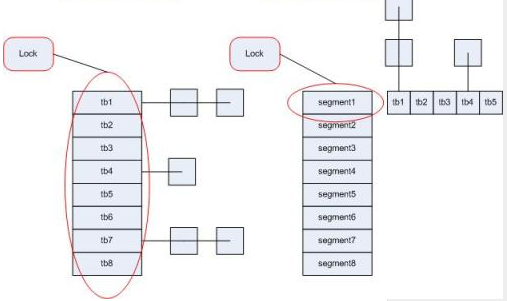 Lock
tb1
tb2
tb3
tb4
tb5
tb6
tb7
tb8
Lock
segment1
segment2
segment3
segment4
segment5
segment6
segment7
segment8
tb1 tb2 tb3 tb4 tb5